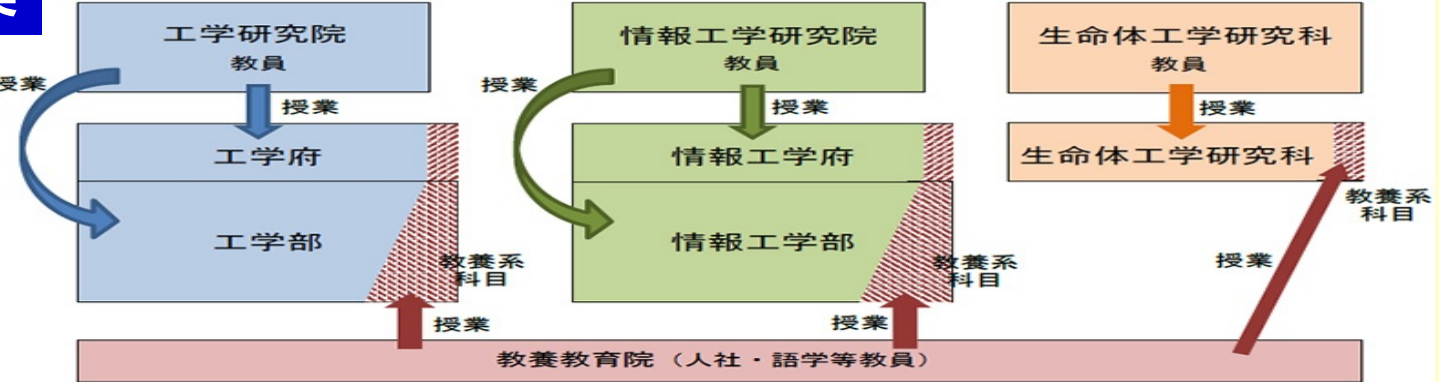 工学研究院
教員
授業
授業
工学府
工学部
教養系
科目
授業
情報工学研究院
教員
授業
授業
情報工学府
情報工学部
教養系
科目
授業
生命体工学研究科
教員
授業
生命体工学研究科
教養系
科目
授業
教養教育院（人社・語学等教員）